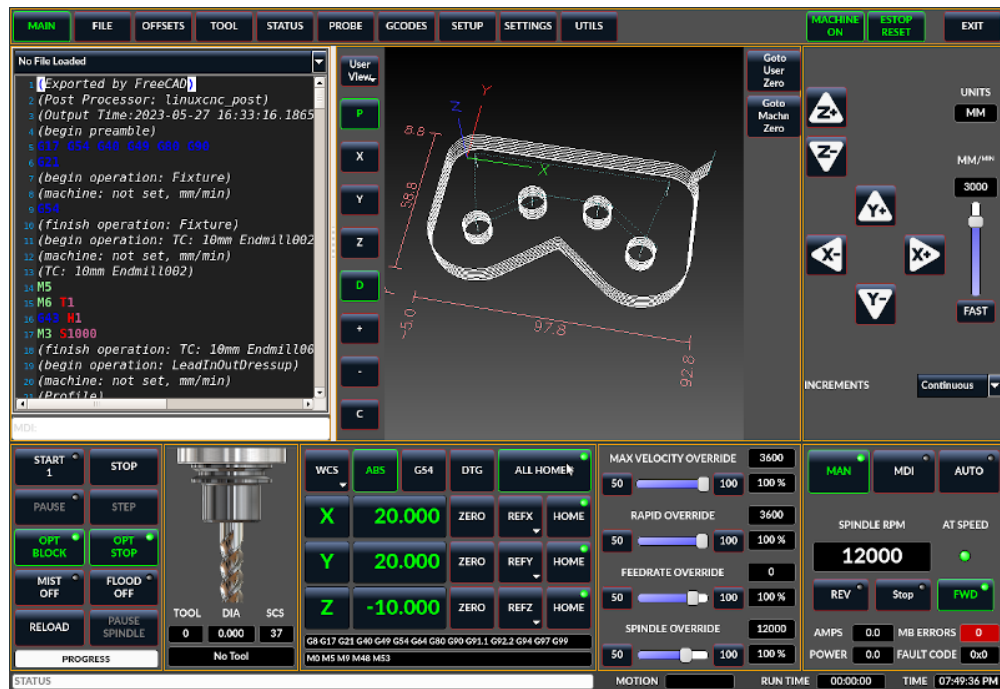 MAIN FILE OFFSETS TOOL STATUS PROBE GCODES SETUP SETTINGS UTILS MACHINE ON ESTOP RESET EXIT
No File Loaded
1 (Exported by FreeCAD)
2 (Post Processor: linuxcnc_post)
3 (Output Time:2023-05-27 16:33:16.1865
4 (begin preamble)
5 G17 G54 G40 G49 G80 G90
6 G21
7 (begin operation: Fixture)
8 (machine: not set, mm/min)
9 G54
10 (finish operation: Fixture)
11 (begin operation: TC: 10mm Endmill002
12 (machine: not set, mm/min)
13 (TC: 10mm Endmill002)
14 M5
15 M6 T1
16 G43 H1
17 M3 S1000
18 (finish operation: TC: 10mm Endmill00
19 (begin operation: LeadInOutDressup)
20 (machine: not set, mm/min)
21 (Profile)
MDI:
User
View
P
X
Y
Z
D
+
-
C
Z
Y
X
8.8
58.8
-5.0
97.8
92.8
Goto
User
Zero
Goto
Machn
Zero
Z+
Z-
Y+
X-
X+
Y-
UNITS
MM
MM/MIN
3000
FAST
INCREMENTS
Continuous
START
1
STOP
PAUSE
STEP
OPT
BLOCK
OPT
STOP
MIST
OFF
FLOOD
OFF
RELOAD
PAUSE
SPINDLE
PROGRESS
TOOL DIA SCS
0 0.000 37
No Tool
WCS ABS G54 DTG ALL HOME
X 20.000 ZERO REFX HOME
Y 20.000 ZERO REFY HOME
Z -10.000 ZERO REFZ HOME
G8 G17 G21 G40 G49 G54 G64 G80 G90 G91.1 G92.2 G94 G97 G99
M0 M5 M9 M48 M53
MAX VELOCITY OVERRIDE 3600
50 100 100 %
RAPID OVERRIDE 3600
50 100 100 %
FEEDRATE OVERRIDE 0
50 100 100 %
SPINDLE OVERRIDE 12000
50 100 100 %
MAN MDI AUTO
SPINDLE RPM AT SPEED
12000
REV Stop FWD
AMPS 0.0 MB ERRORS 0
POWER 0.0 FAULT CODE 0x0
STATUS
MOTION RUN TIME 00:00:00 TIME 07:49:36 PM